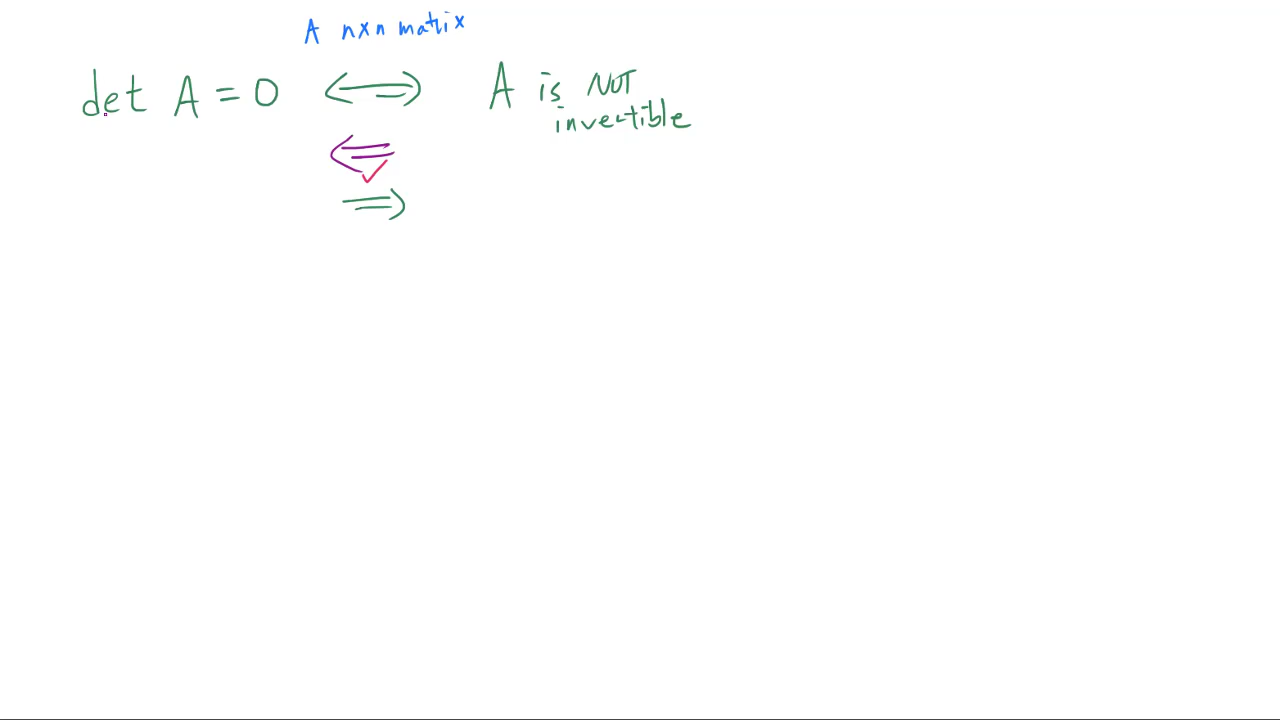 A nxn matrix
det A = 0 ⟺ A is NOT
invertible
⟸ ✓
⟹